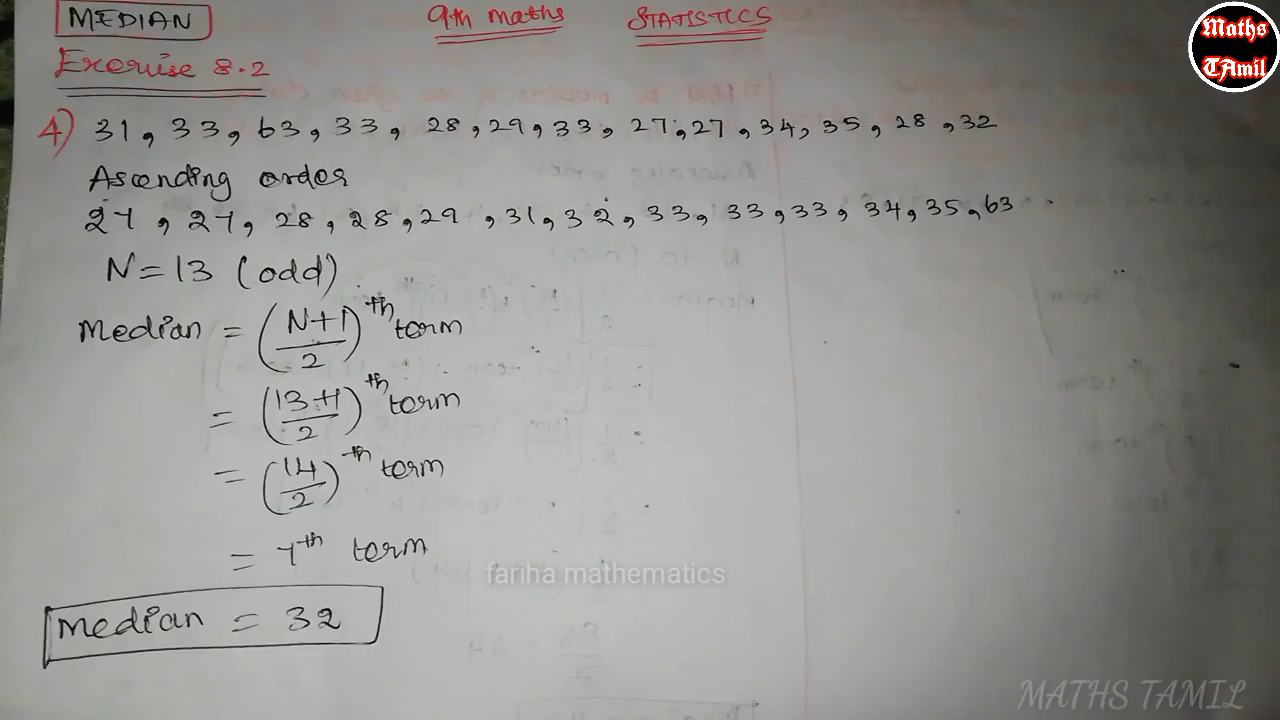 MEDIAN 9th maths STATISTICS
Maths
TAmil
Exercise 8.2
4) 31, 33, 63, 33, 28, 29, 33, 27, 27, 34, 35, 28, 32
Ascending order
27, 27, 28, 28, 29, 31, 32, 33, 33, 33, 34, 35, 63
N = 13 (odd)
Median = (N+1/2)th term
= (13+1/2)th term
= (14/2)th term
= 7th term
fariha mathematics
Median = 32
MATHS TAMIL